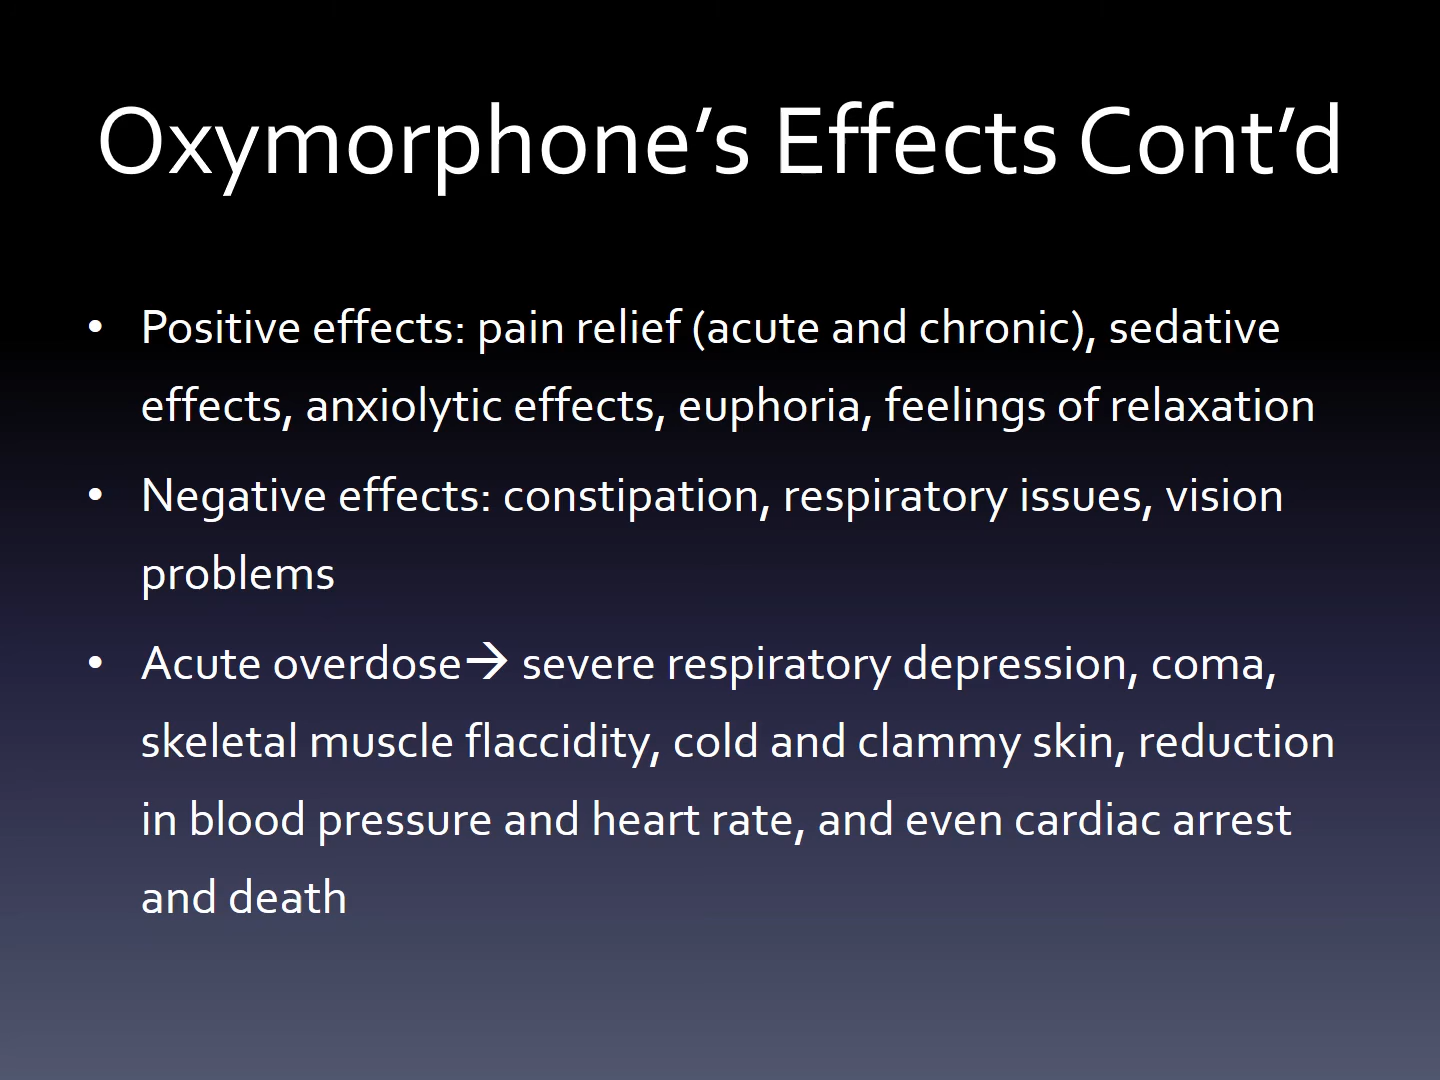 Oxymorphone’s Effects Cont’d
• Positive effects: pain relief (acute and chronic), sedative
effects, anxiolytic effects, euphoria, feelings of relaxation
• Negative effects: constipation, respiratory issues, vision
problems
• Acute overdose→ severe respiratory depression, coma,
skeletal muscle flaccidity, cold and clammy skin, reduction
in blood pressure and heart rate, and even cardiac arrest
and death